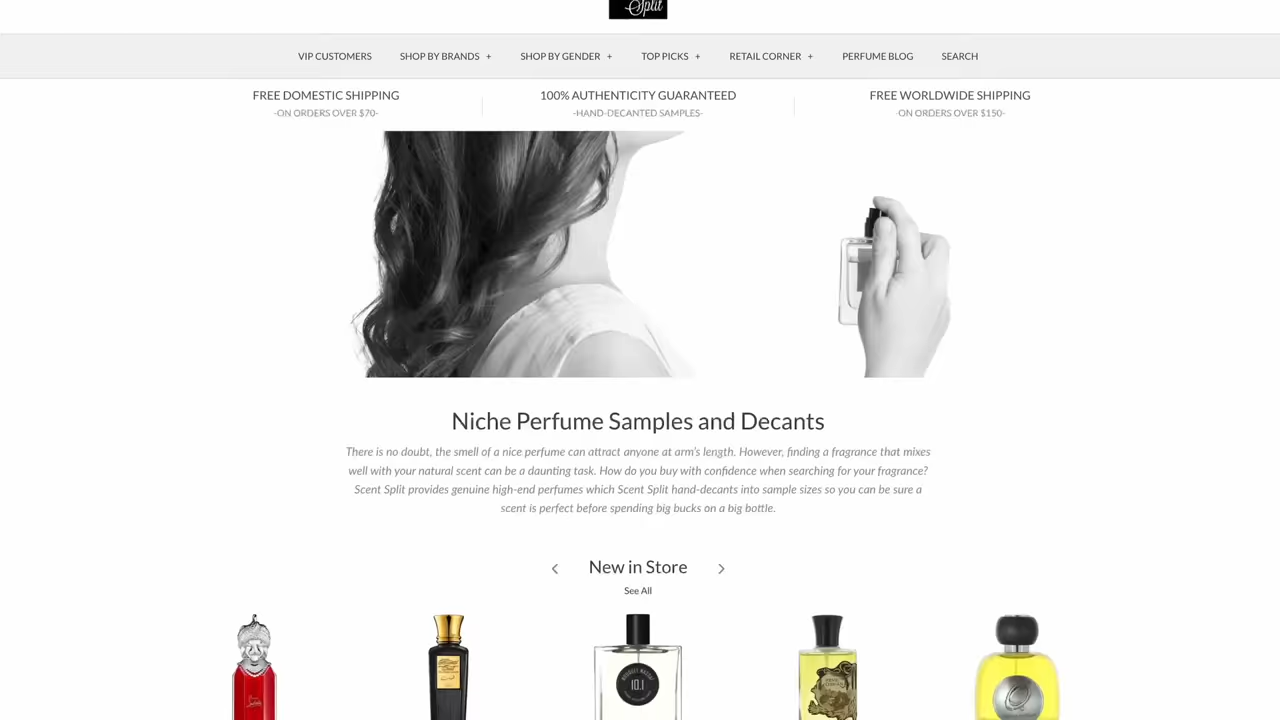 Split
VIP CUSTOMERS SHOP BY BRANDS + SHOP BY GENDER + TOP PICKS + RETAIL CORNER + PERFUME BLOG SEARCH
FREE DOMESTIC SHIPPING
-ON ORDERS OVER $70-
100% AUTHENTICITY GUARANTEED
-HAND-DECANTED SAMPLES-
FREE WORLDWIDE SHIPPING
-ON ORDERS OVER $150-
Niche Perfume Samples and Decants
There is no doubt, the smell of a nice perfume can attract anyone at arm's length. However, finding a fragrance that mixes
well with your natural scent can be a daunting task. How do you buy with confidence when searching for your fragrance?
Scent Split provides genuine high-end perfumes which Scent Split hand-decants into sample sizes so you can be sure a
scent is perfect before spending big bucks on a big bottle.
< New in Store >
See All
10.1